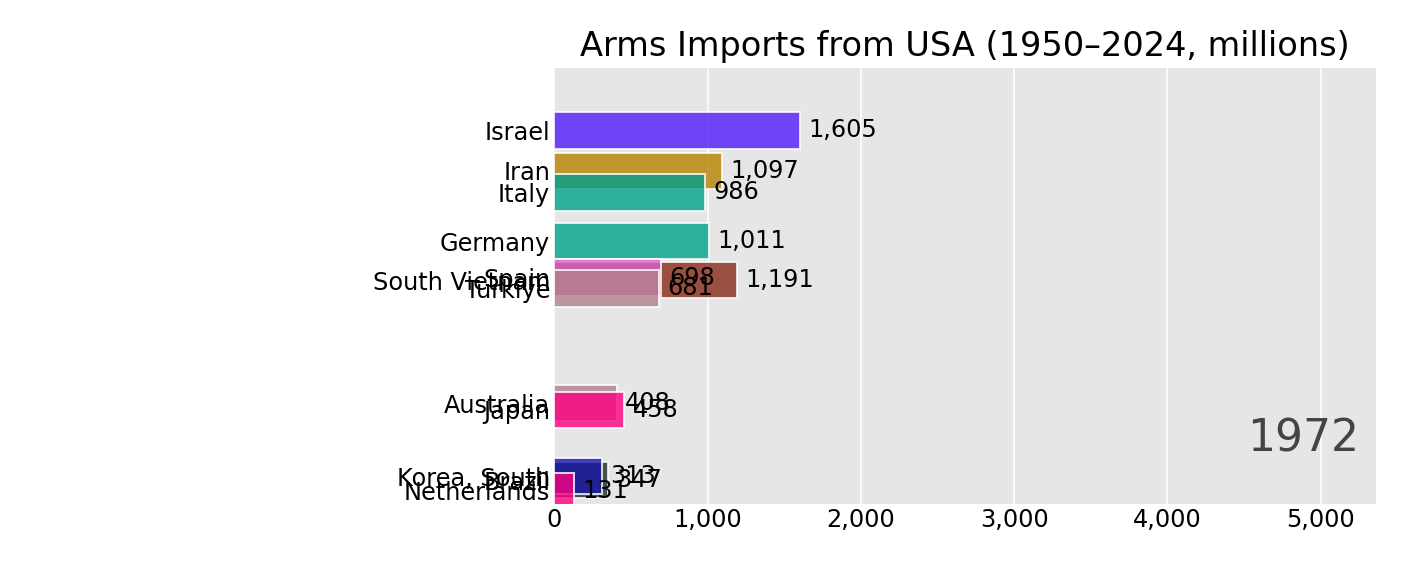 Arms Imports from USA (1950–2024, millions)
Israel 1,605
Iran 1,097
Italy 986
Germany 1,011
Spain 698
South Vietnam 1,191
Türkiye 681
Australia 408
Japan 458
1972
Korea, South 313
Brazil 347
Netherlands 131
0 1,000 2,000 3,000 4,000 5,000